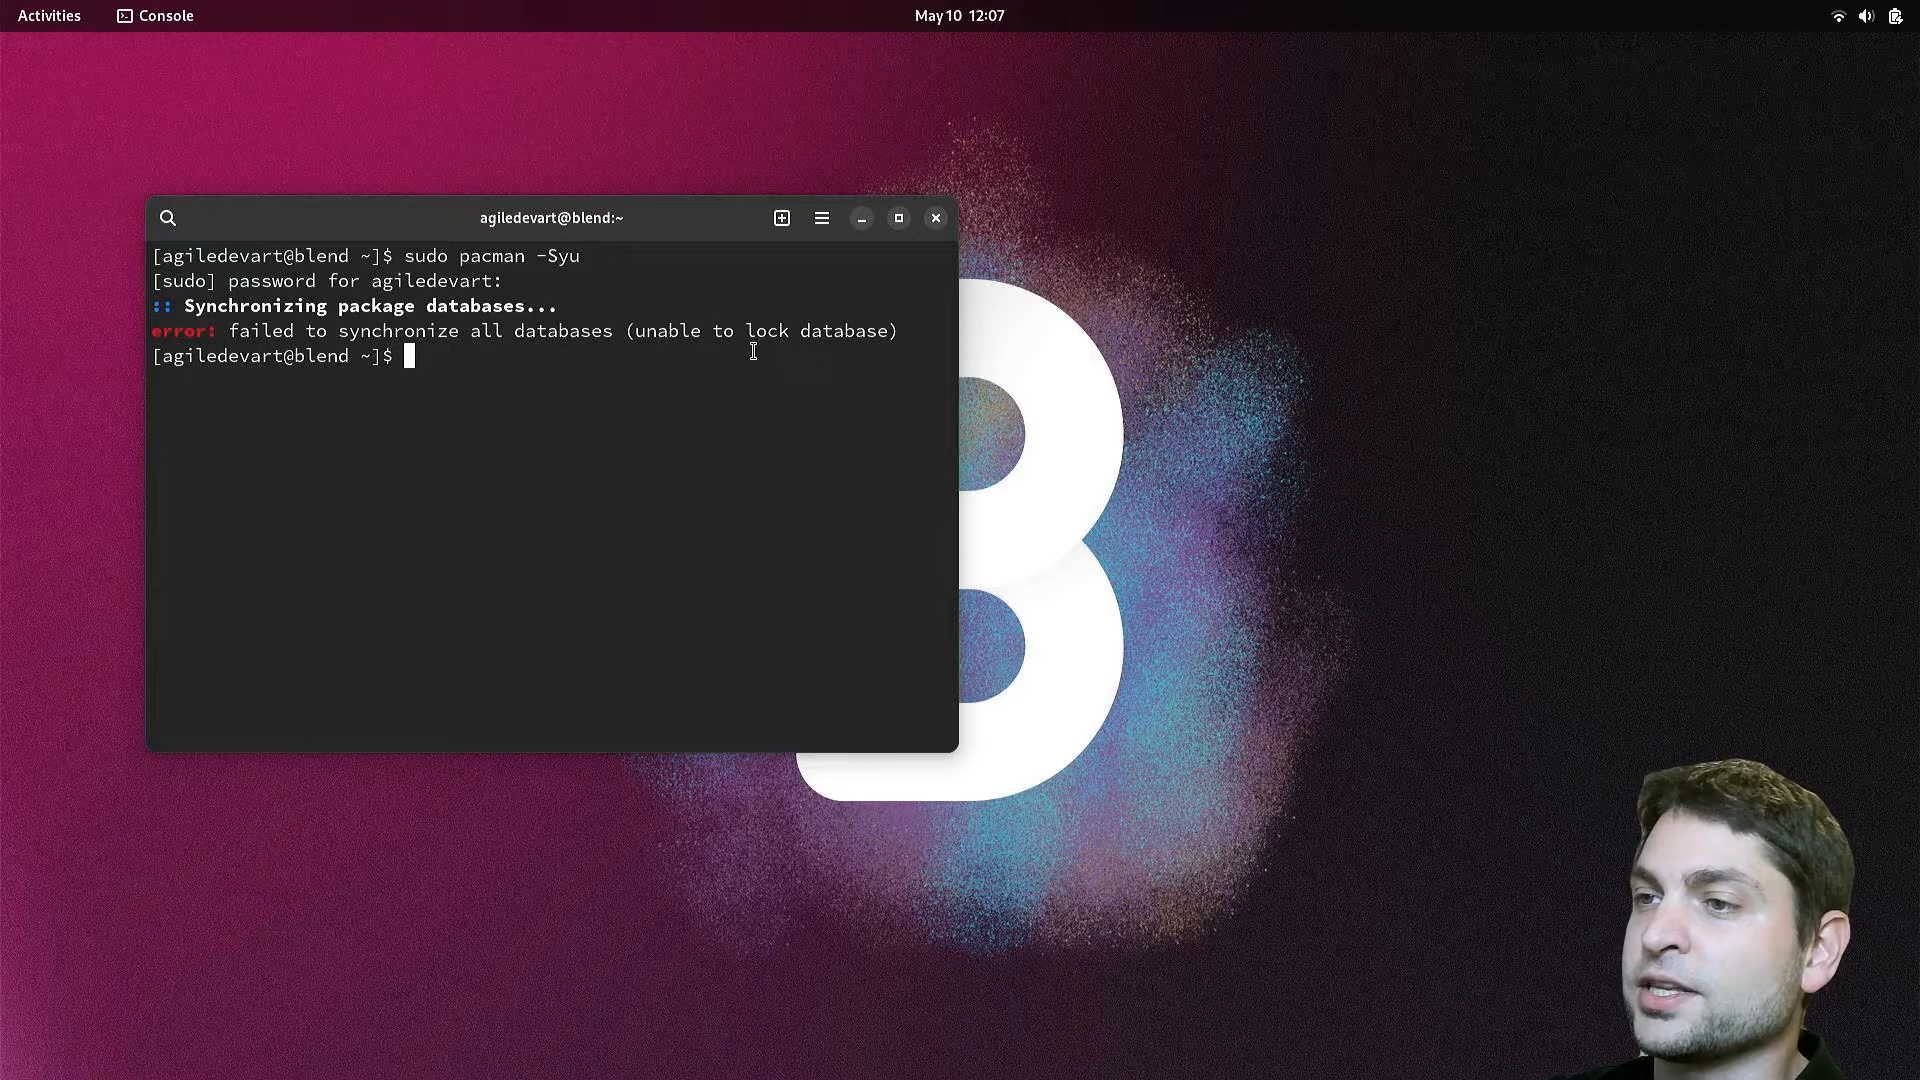 Activities
Console
May 10 12:07
agiledevart@blend:~
[agiledevart@blend ~]$ sudo pacman -Syu
[sudo] password for agiledevart:
:: Synchronizing package databases...
error: failed to synchronize all databases (unable to lock database)
[agiledevart@blend ~]$